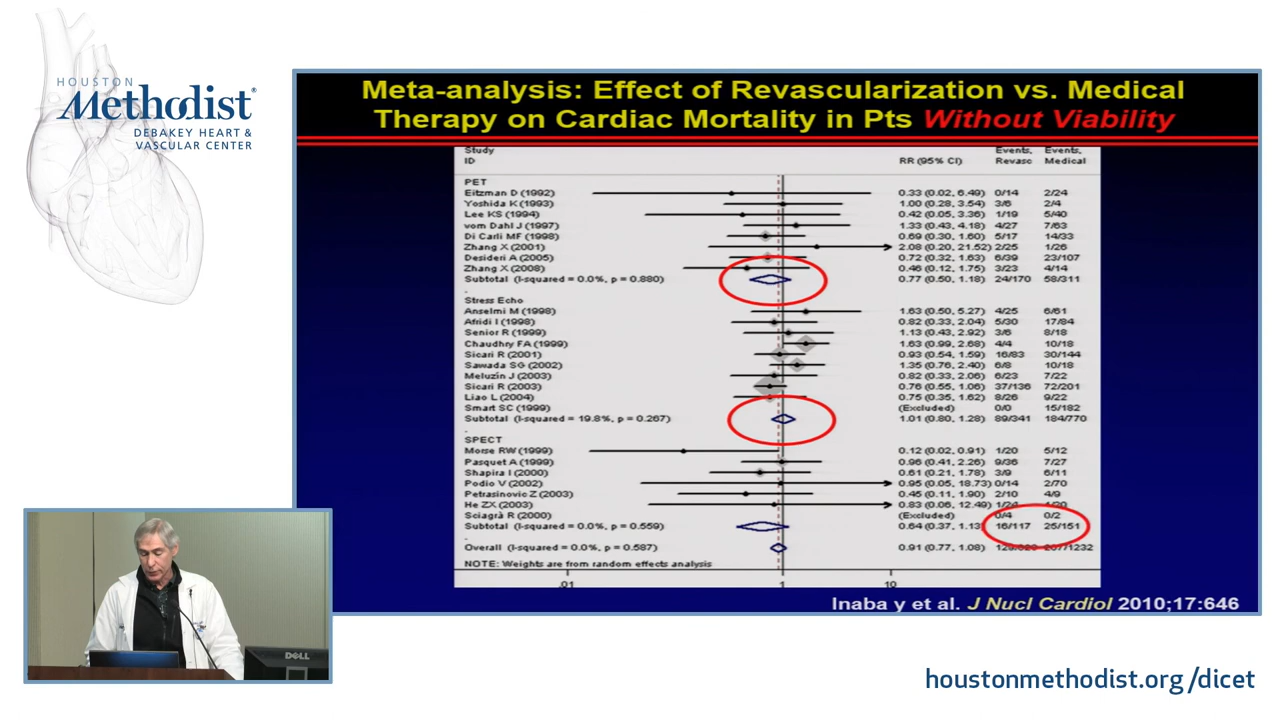 HOUSTON
Methodist®
DEBAKEY HEART &
VASCULAR CENTER
Meta-analysis: Effect of Revascularization vs. Medical
Therapy on Cardiac Mortality in Pts Without Viability
Study Events, Events,
ID RR (95% CI) Revasc Medical
PET
Eitzman D (1992) 0.33 (0.02, 6.49) 0/14 2/24
Yoshida K (1993) 1.00 (0.28, 3.54) 3/6 2/4
Lee KS (1994) 0.42 (0.05, 3.36) 1/19 5/40
vom Dahl J (1997) 1.33 (0.43, 4.18) 4/27 7/63
Di Carli MF (1998) 0.69 (0.30, 1.60) 5/17 14/33
Zhang X (2001) 2.08 (0.20, 21.52) 2/25 1/26
Desideri A (2005) 0.72 (0.32, 1.63) 6/39 23/107
Zhang X (2008) 0.46 (0.12, 1.75) 3/23 4/14
Subtotal (I-squared = 0.0%, p = 0.880) 0.77 (0.50, 1.18) 24/170 58/311
.
Stress Echo
Anselmi M (1998) 1.63 (0.50, 5.27) 4/25 6/61
Afridi I (1998) 0.82 (0.33, 2.04) 5/30 17/84
Senior R (1999) 1.13 (0.43, 2.92) 3/6 8/18
Chaudhry FA (1999) 1.63 (0.99, 2.68) 4/4 10/18
Sicari R (2001) 0.93 (0.54, 1.59) 16/83 30/144
Sawada SG (2002) 1.35 (0.76, 2.40) 6/8 10/18
Meluzin J (2003) 0.82 (0.33, 2.06) 6/23 7/22
Sicari R (2003) 0.76 (0.55, 1.06) 37/136 72/201
Liao L (2004) 0.75 (0.35, 1.62) 8/26 9/22
Smart SC (1999) (Excluded) 0/0 15/182
Subtotal (I-squared = 19.8%, p = 0.267) 1.01 (0.80, 1.28) 89/341 184/770
.
SPECT
Morse RW (1999) 0.12 (0.02, 0.91) 1/20 5/12
Pasquet A (1999) 0.96 (0.41, 2.26) 9/36 7/27
Shapira I (2000) 0.61 (0.21, 1.78) 3/9 6/11
Podio V (2002) 0.95 (0.05, 18.73) 0/14 2/70
Petrasinovic Z (2003) 0.45 (0.11, 1.90) 2/10 4/9
He ZX (2003) 0.83 (0.06, 12.49)
Sciagrà R (2000) (Excluded) 0/4 0/2
Subtotal (I-squared = 0.0%, p = 0.559) 0.64 (0.37, 1.13) 16/117 25/151
.
Overall (I-squared = 0.0%, p = 0.587) 0.91 (0.77, 1.08)
NOTE: Weights are from random effects analysis
.01 1 10
Inaba y et al. J Nucl Cardiol 2010;17:646
DELL
houstonmethodist.org/dicet